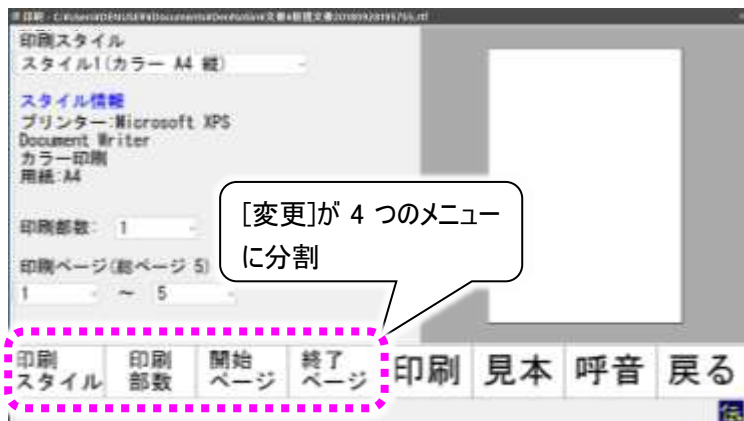 印刷スタイル
スタイル1(カラー A4 縦)
スタイル情報
プリンター:Microsoft XPS
Document Writer
カラー印刷
用紙:A4
[変更]が 4 つのメニュー
に分割
印刷部数: 1
印刷ページ(総ページ 5)
1 ～ 5
印刷 印刷 開始 終了 印刷 見本 呼音 戻る
スタイル 部数 ページ ページ